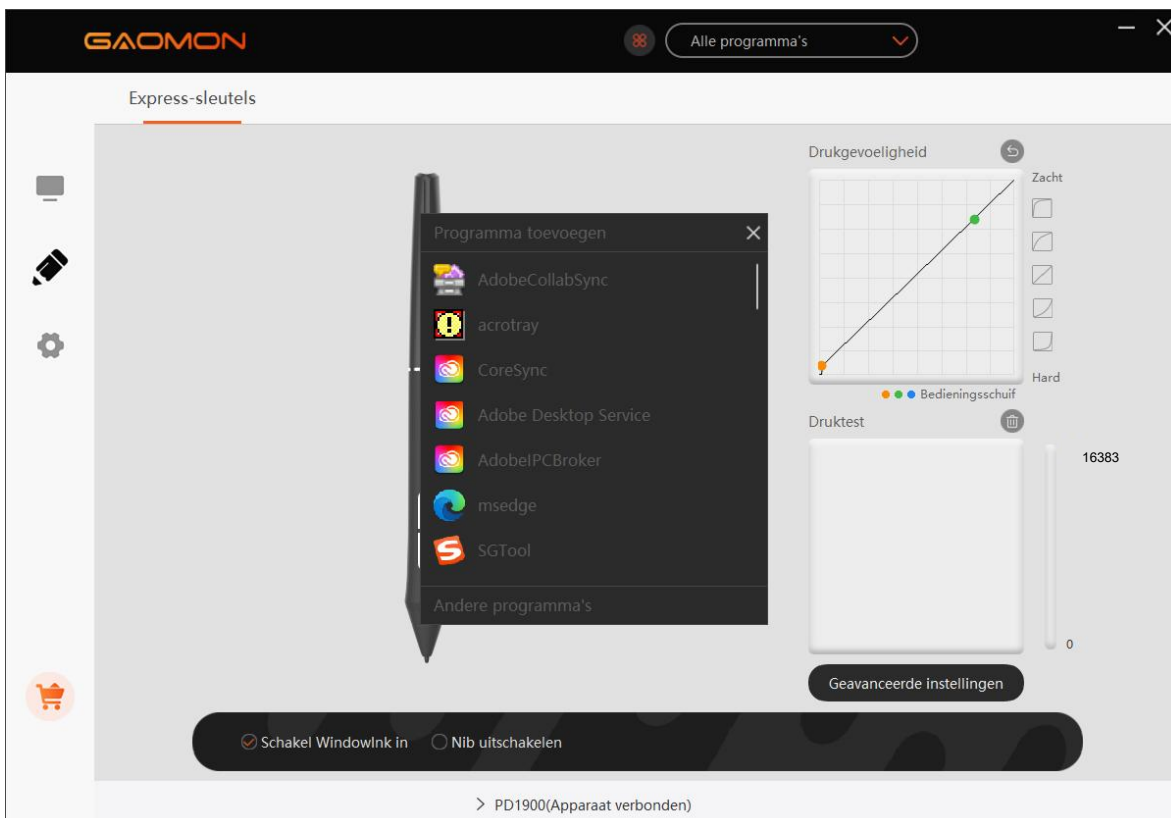 GAOMON
Alle programma's
Express-sleutels
Drukgevoeligheid
Zacht
Hard
Bedieningsschuif
Programma toevoegen
AdobeCollabSync
acrotray
CoreSync
Adobe Desktop Service
AdobeIPCBroker
msedge
SGTool
Andere programma's
Druktest
16383
0
Geavanceerde instellingen
Schakel WindowInk in Nib uitschakelen
PD1900(Apparaat verbonden)